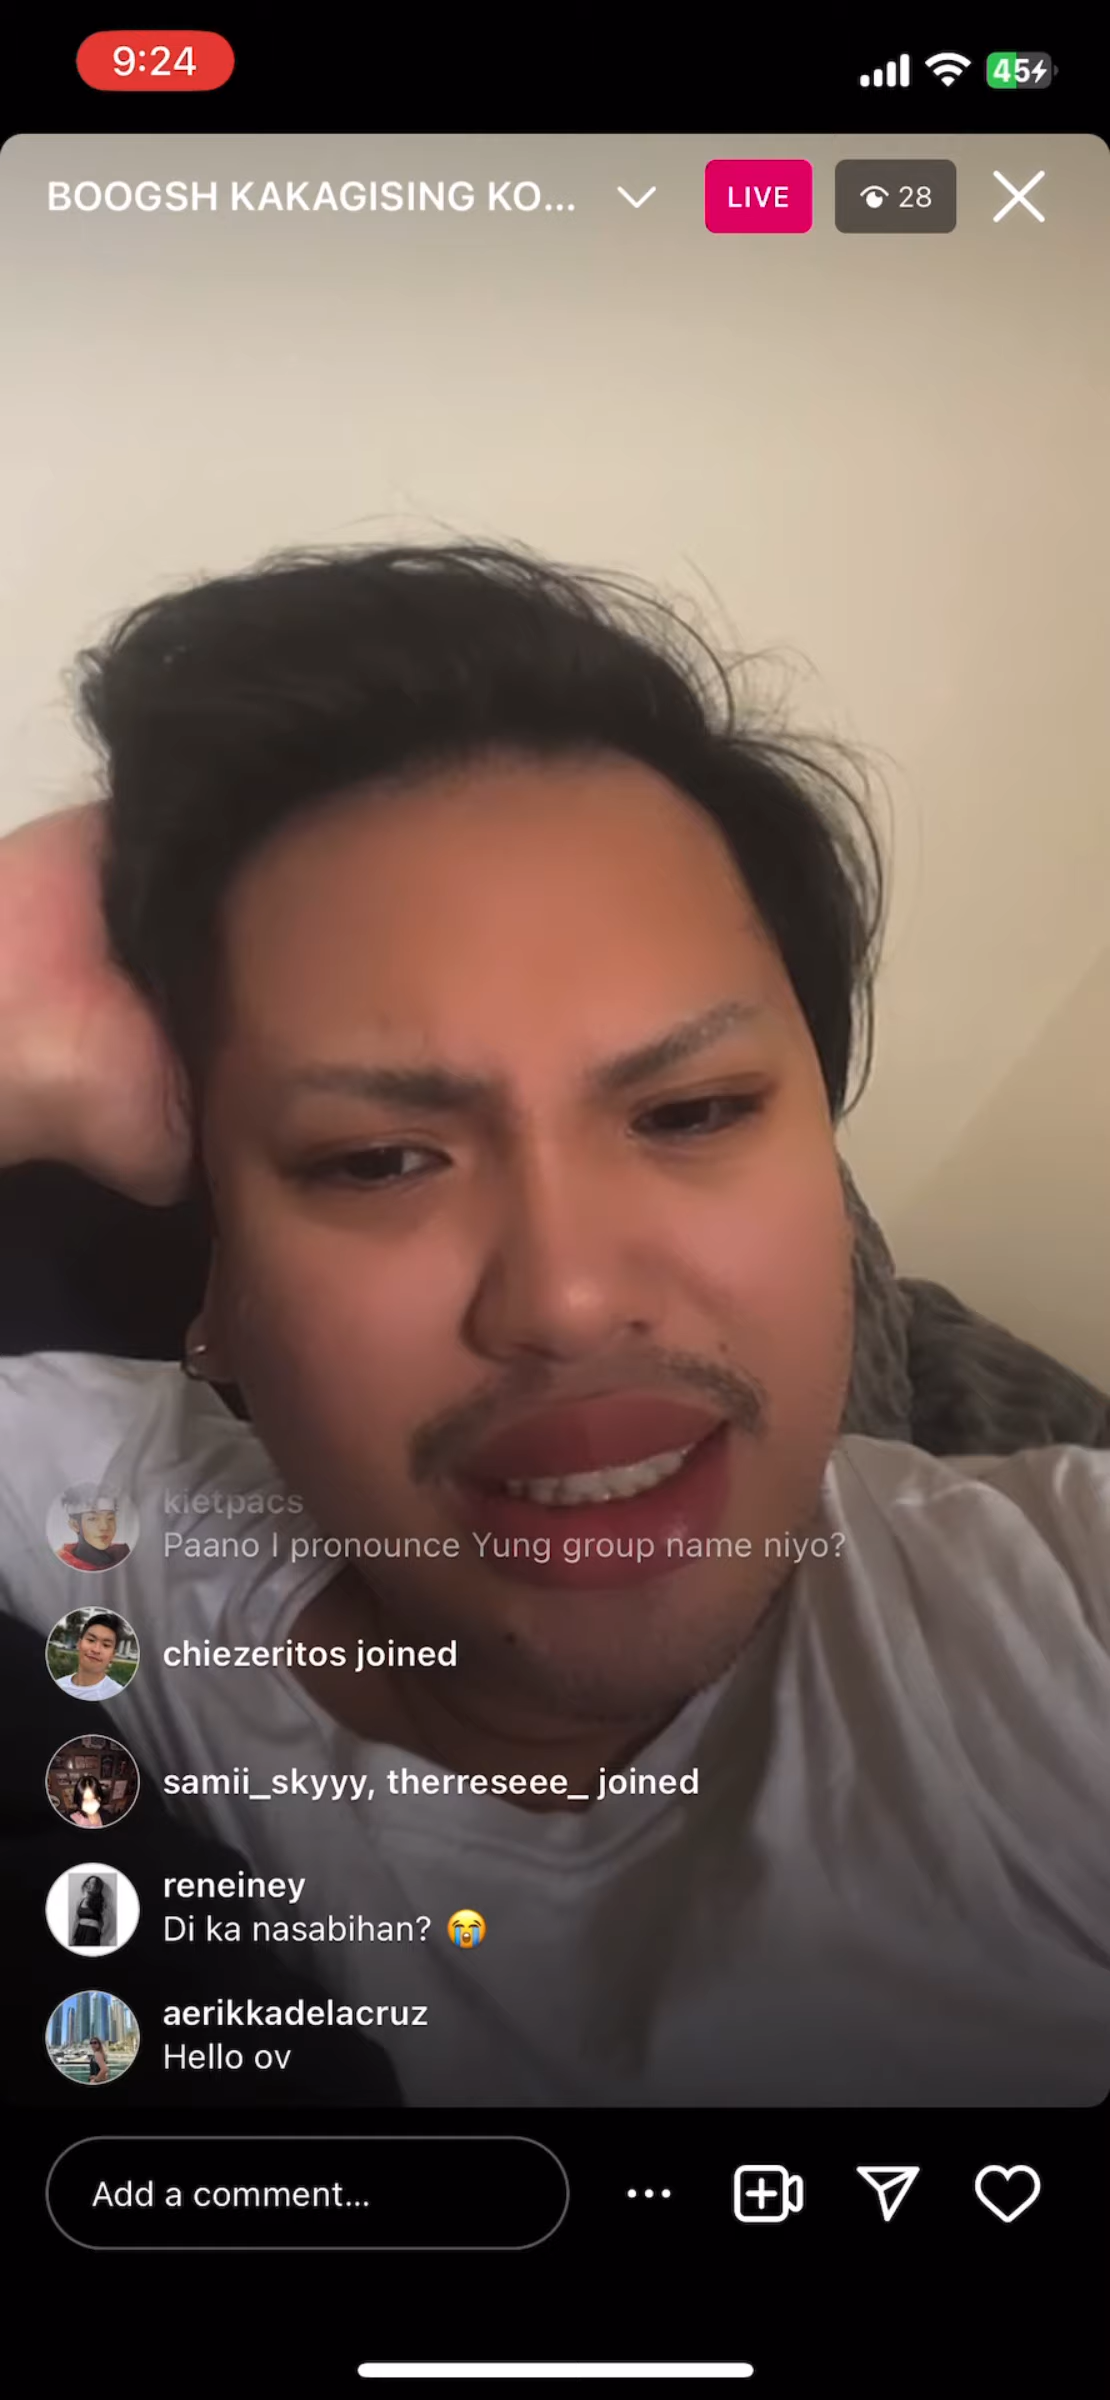 9:24
45
BOOGSH KAKAGISING KO...
LIVE
28
kietpacs
Paano I pronounce Yung group name niyo?
chiezeritos joined
samii_skyyy, therreseee_ joined
reneiney
Di ka nasabihan? 😭
aerikkadelacruz
Hello ov
Add a comment...